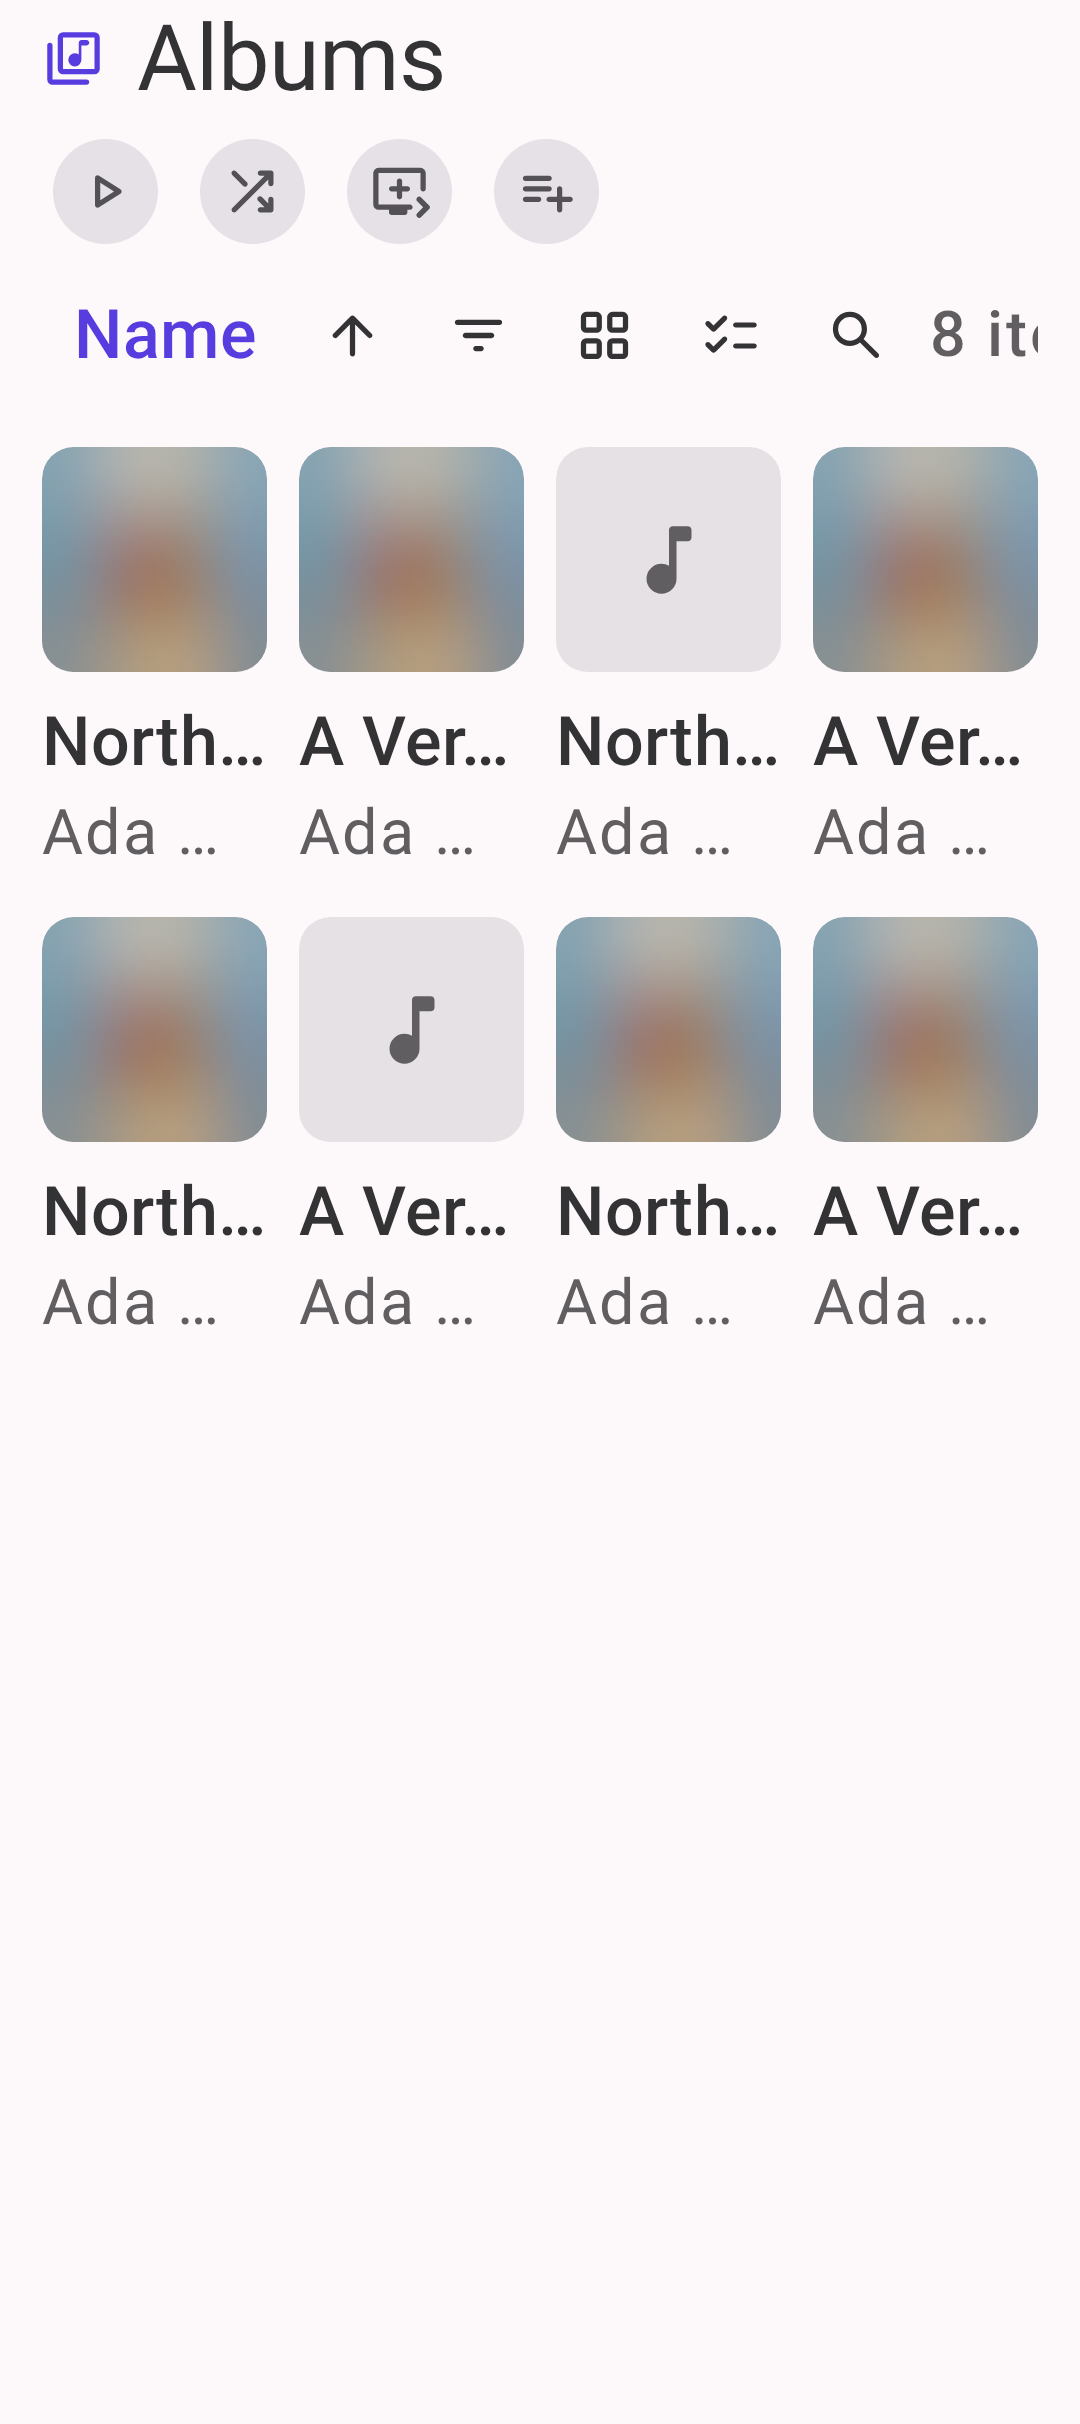 Albums
Name 8 ite
North… A Ver… North… A Ver…
Ada … Ada … Ada … Ada …
North… A Ver… North… A Ver…
Ada … Ada … Ada … Ada …